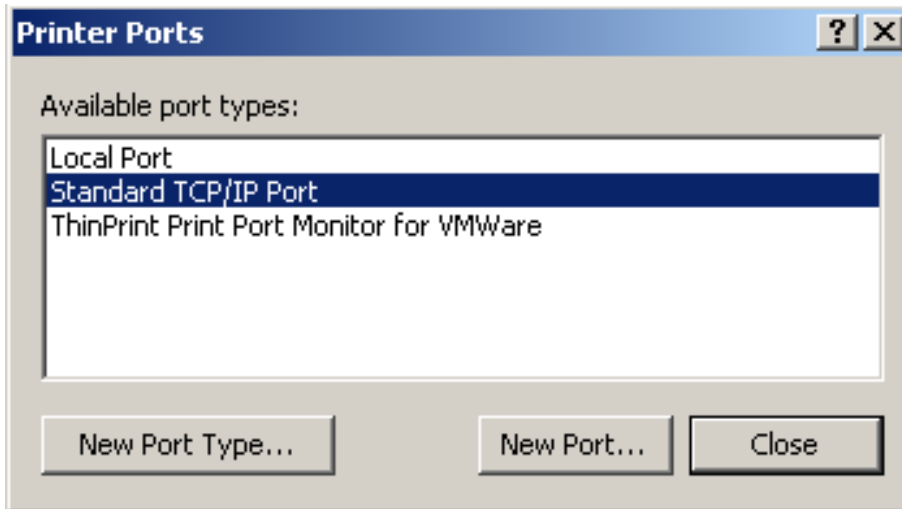 Printer Ports
Available port types:
Local Port
Standard TCP/IP Port
ThinPrint Print Port Monitor for VMWare
New Port Type... New Port... Close